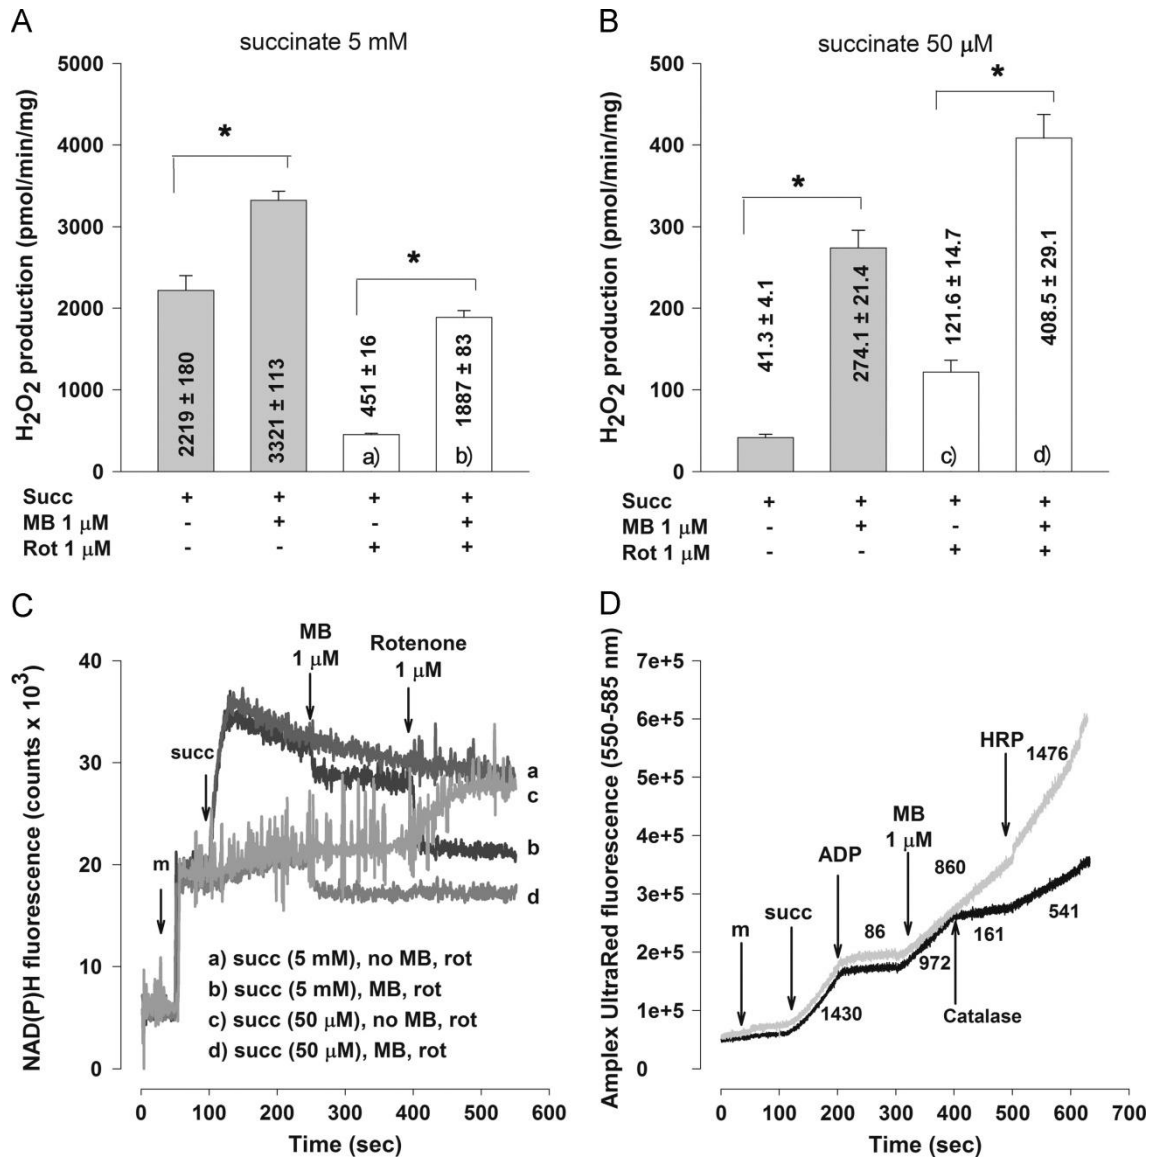 A
succinate 5 mM
H2O2 production (pmol/min/mg)
5000
4000
3000
2000
1000
0
*
*
2219 ± 180
3321 ± 113
451 ± 16
1887 ± 83
a)
b)
Succ + + + +
MB 1 μM - + - +
Rot 1 μM - - + +
B
succinate 50 μM
H2O2 production (pmol/min/mg)
500
400
300
200
100
0
*
*
41.3 ± 4.1
274.1 ± 21.4
121.6 ± 14.7
408.5 ± 29.1
c)
d)
Succ + + + +
MB 1 μM - + - +
Rot 1 μM - - + +
C
NAD(P)H fluorescence (counts x 10³)
40
30
20
10
0
m
succ
MB
1 μM
Rotenone
1 μM
a
c
b
d
a) succ (5 mM), no MB, rot
b) succ (5 mM), MB, rot
c) succ (50 μM), no MB, rot
d) succ (50 μM), MB, rot
0 100 200 300 400 500 600
Time (sec)
D
Amplex UltraRed fluorescence (550-585 nm)
7e+5
6e+5
5e+5
4e+5
3e+5
2e+5
1e+5
0
m
succ
ADP
MB
1 μM
HRP
1476
860
86
972
161
541
1430
Catalase
0 100 200 300 400 500 600 700
Time (sec)